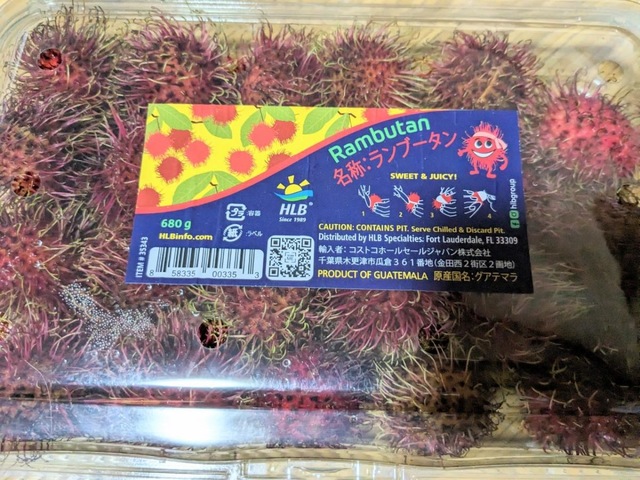 Rambutan
名称:ランブータン
SWEET & JUICY!
1 2 3 4
680 g
HLBinfo.com
プラ 容器
紙 ラベル
HLB®
Since 1989
CAUTION: CONTAINS PIT. Serve Chilled & Discard Pit.
Distributed by HLB Specialties. Fort Lauderdale, FL 33309
輸入者:コストコホールセールジャパン株式会社
千葉県木更津市瓜倉361番地(金田西2街区2画地)
PRODUCT OF GUATEMALA 原産国名:グアテマラ
ITEM # 35343
8 58335 00335 3
hlbgroup